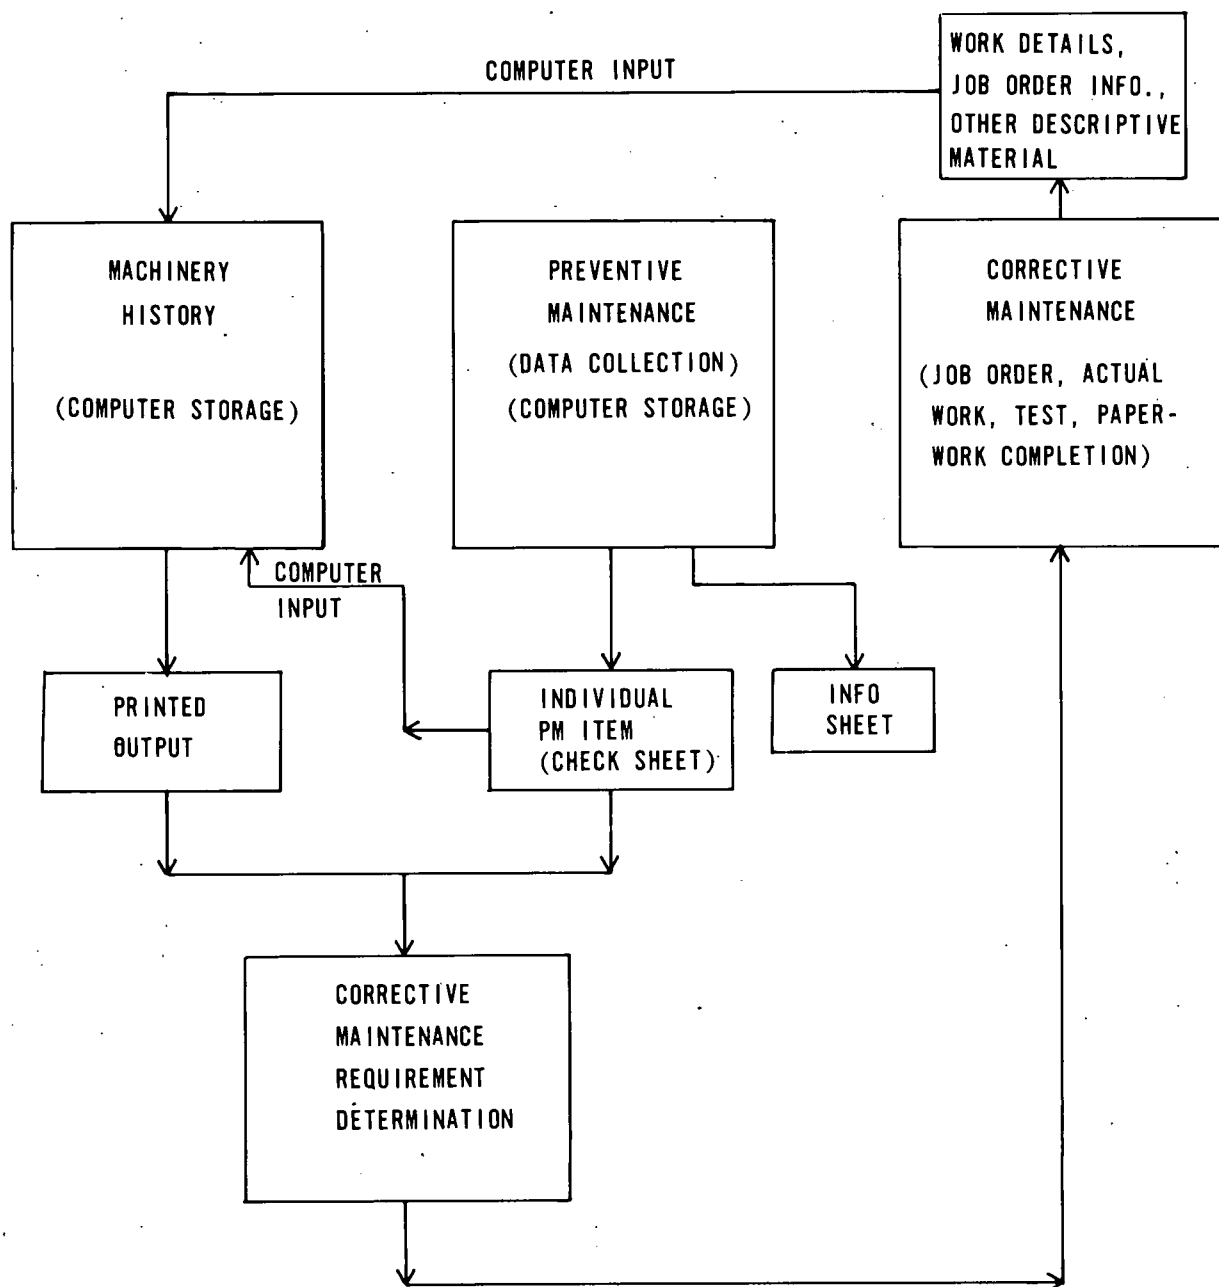 COMPUTER INPUT
WORK DETAILS,
JOB ORDER INFO.,
OTHER DESCRIPTIVE
MATERIAL
MACHINERY
HISTORY
(COMPUTER STORAGE)
PREVENTIVE
MAINTENANCE
(DATA COLLECTION)
(COMPUTER STORAGE)
CORRECTIVE
MAINTENANCE
(JOB ORDER, ACTUAL
WORK, TEST, PAPER-
WORK COMPLETION)
COMPUTER
INPUT
PRINTED
OUTPUT
INDIVIDUAL
PM ITEM
(CHECK SHEET)
INFO
SHEET
CORRECTIVE
MAINTENANCE
REQUIREMENT
DETERMINATION